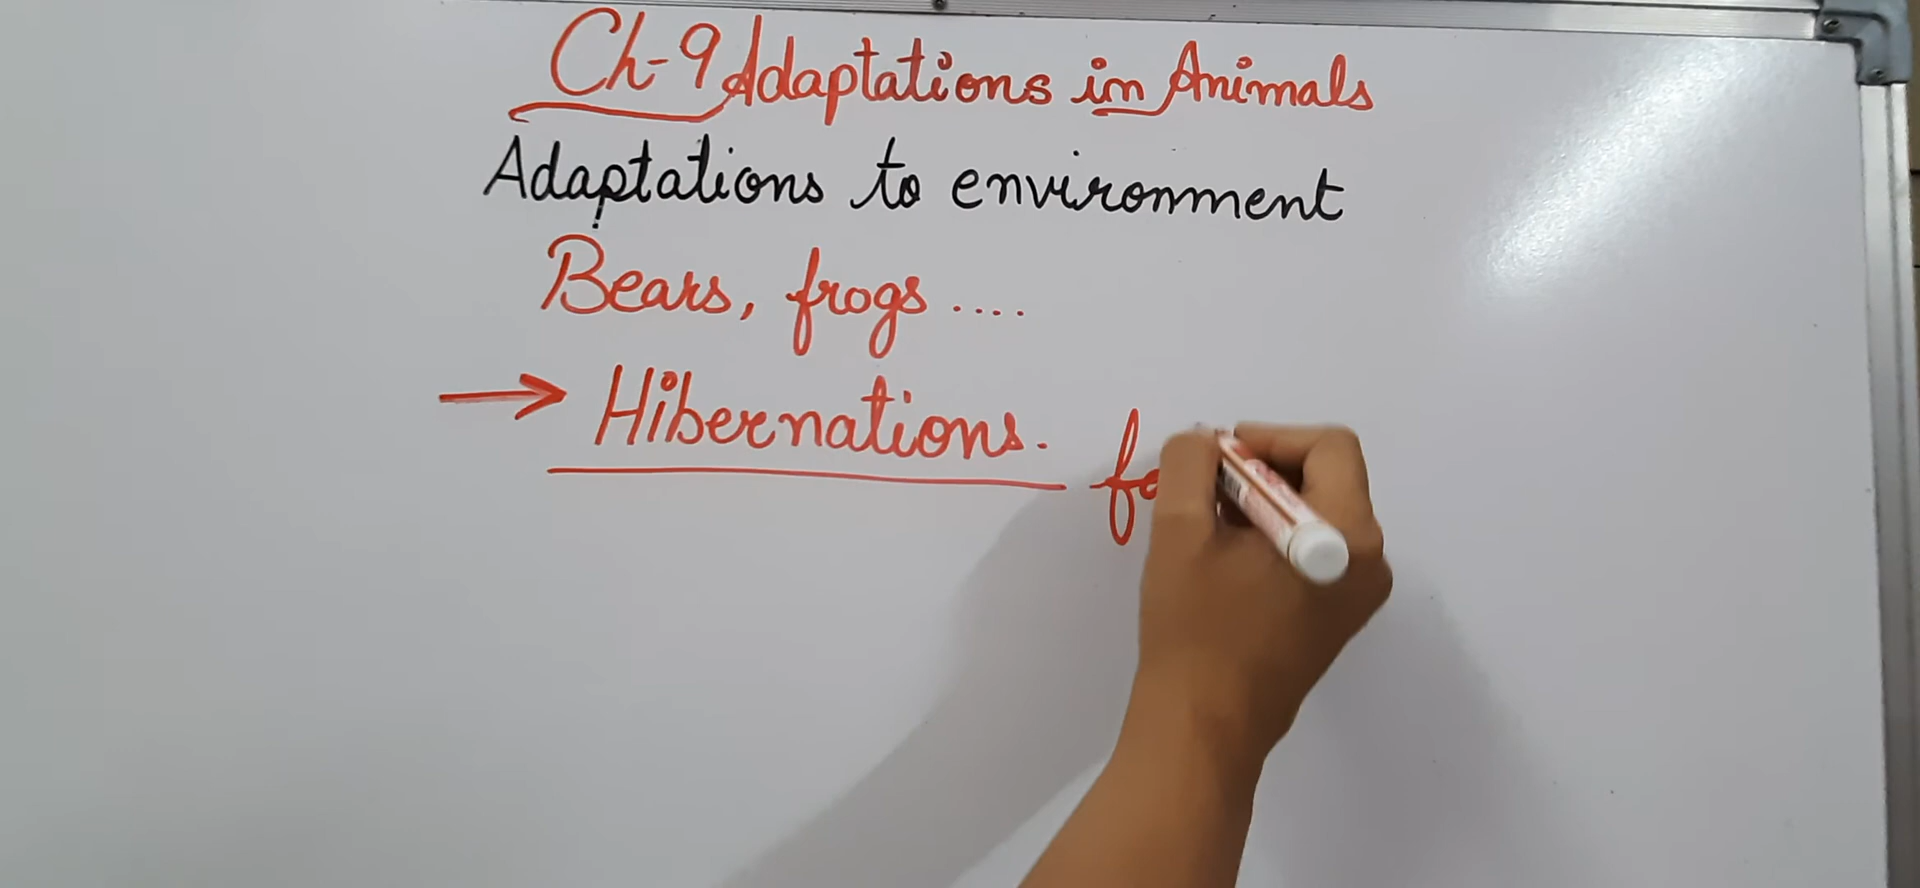 Ch-9 Adaptations in Animals
Adaptations to environment
Bears, frogs ....
→ Hibernations.